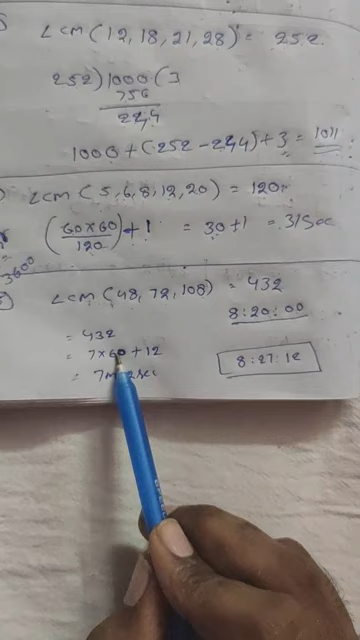 LCM(12, 18, 21, 28) = 252
252) 1000 (3
756
244
1000 + (252 - 244) + 3 = 1011
LCM (5, 6, 8, 12, 20) = 120
(60×60/120) + 1 = 30 + 1 = 31 Sec
3600
LCM (48, 72, 108) = 432
8:20:00
= 432
= 7×60 + 12
8:27:12